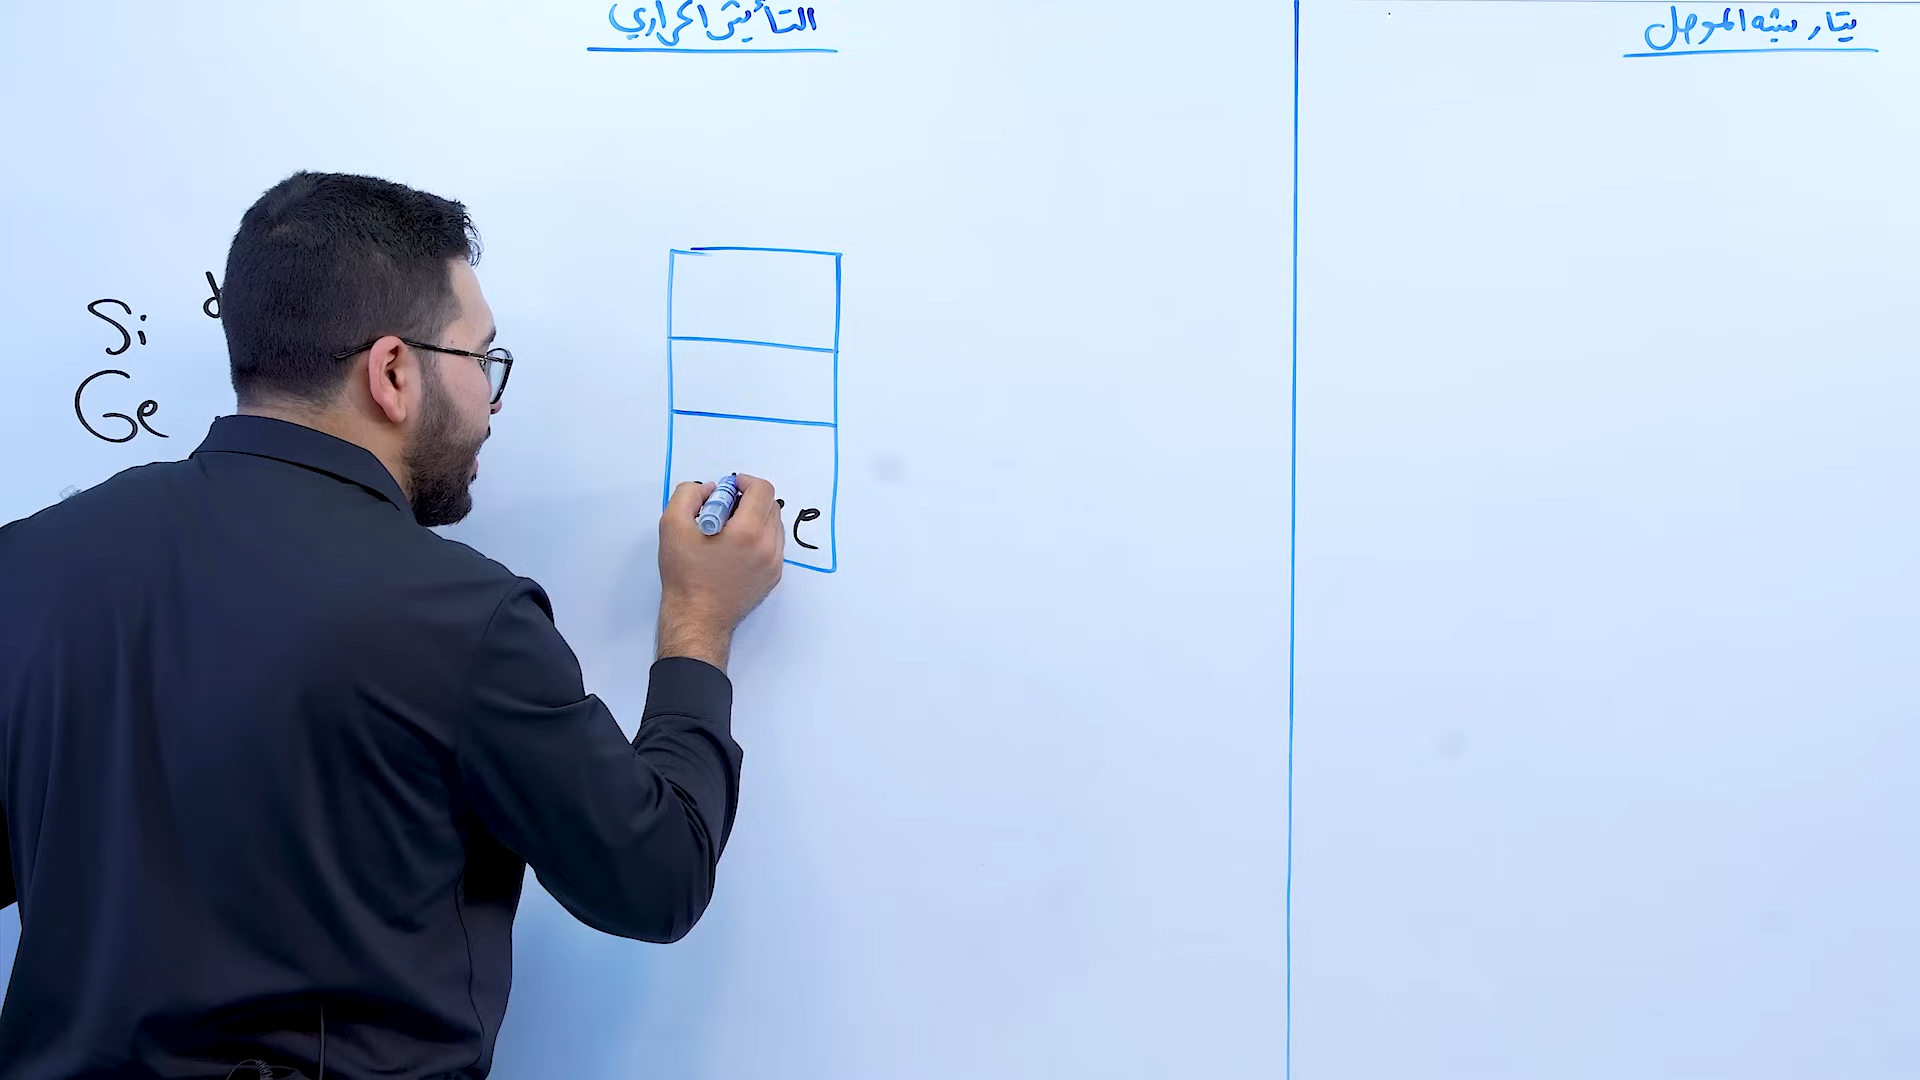 تيار شبه الموصل
التأثير الحراري
Si
Ge
e